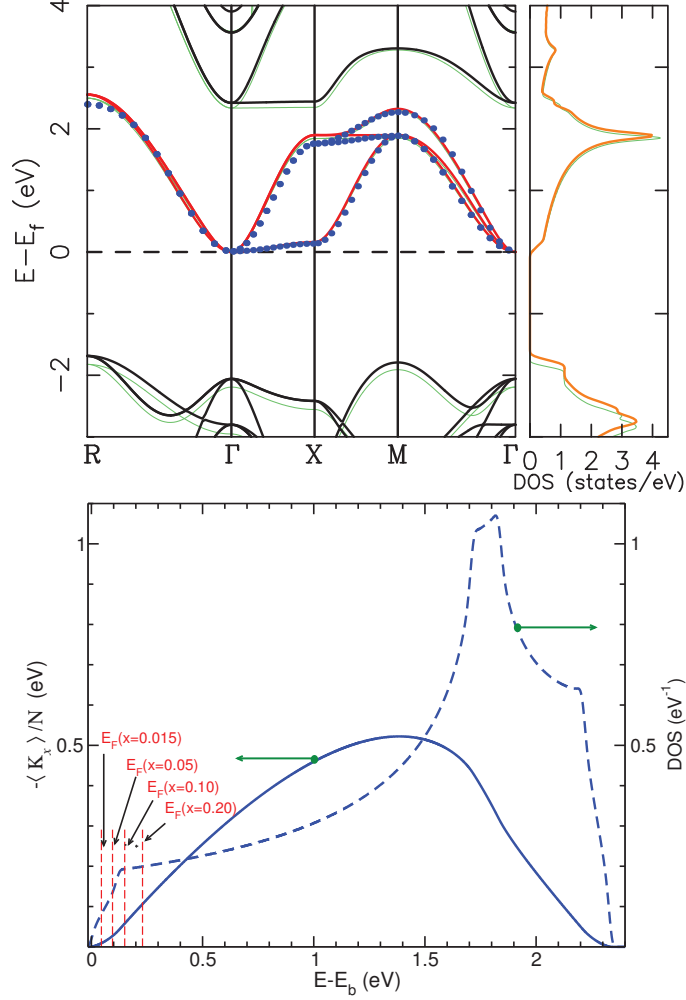 4
2
0
−2
E−E_f (eV)
R Γ X M Γ
0 1 2 3 4
DOS (states/eV)
1
0.5
-⟨K_x⟩/N (eV)
1
0.5
DOS (eV⁻¹)
E_F(x=0.015)
E_F(x=0.05)
E_F(x=0.10)
E_F(x=0.20)
0 0.5 1 1.5 2
E-E_b (eV)